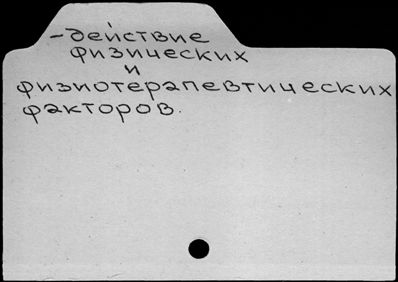 -действие
физических
и
физиотерапевтических
факторов.